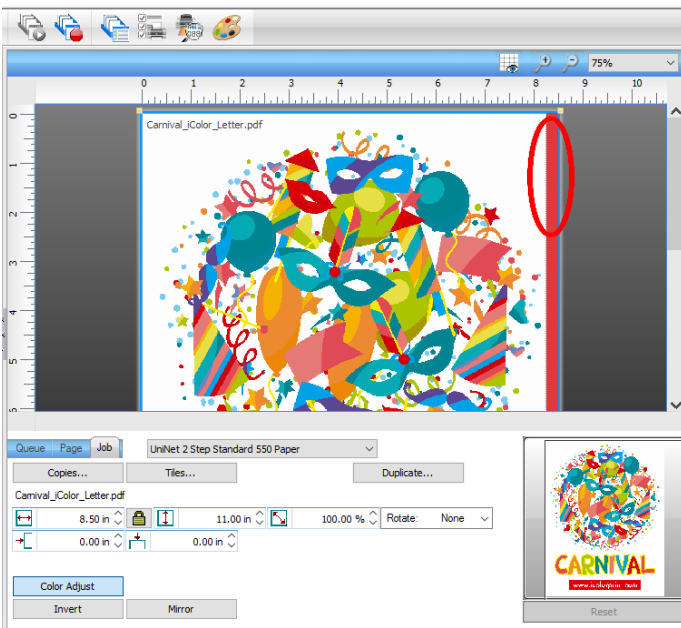 75%
0 1 2 3 4 5 6 7 8 9 10
Carnival_iColor_Letter.pdf
0
1
2
3
4
5
6
Queue Page Job UniNet 2 Step Standard 550 Paper
Copies... Tiles... Duplicate...
Carnival_iColor_Letter.pdf
8.50 in 11.00 in 100.00 % Rotate: None
0.00 in 0.00 in
Color Adjust
Invert Mirror
CARNIVAL
Reset